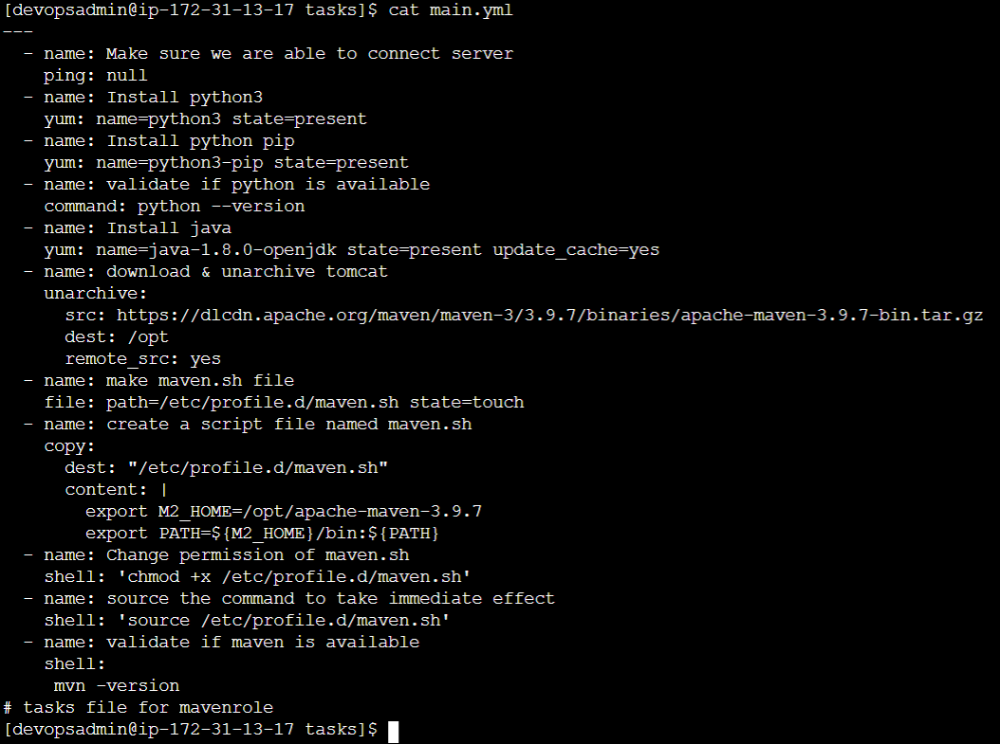 [devopsadmin@ip-172-31-13-17 tasks]$ cat main.yml
---
  - name: Make sure we are able to connect server
    ping: null
  - name: Install python3
    yum: name=python3 state=present
  - name: Install python pip
    yum: name=python3-pip state=present
  - name: validate if python is available
    command: python --version
  - name: Install java
    yum: name=java-1.8.0-openjdk state=present update_cache=yes
  - name: download & unarchive tomcat
    unarchive:
      src: https://dlcdn.apache.org/maven/maven-3/3.9.7/binaries/apache-maven-3.9.7-bin.tar.gz
      dest: /opt
      remote_src: yes
  - name: make maven.sh file
    file: path=/etc/profile.d/maven.sh state=touch
  - name: create a script file named maven.sh
    copy:
      dest: "/etc/profile.d/maven.sh"
      content: |
        export M2_HOME=/opt/apache-maven-3.9.7
        export PATH=${M2_HOME}/bin:${PATH}
  - name: Change permission of maven.sh
    shell: 'chmod +x /etc/profile.d/maven.sh'
  - name: source the command to take immediate effect
    shell: 'source /etc/profile.d/maven.sh'
  - name: validate if maven is available
    shell:
     mvn -version
# tasks file for mavenrole
[devopsadmin@ip-172-31-13-17 tasks]$